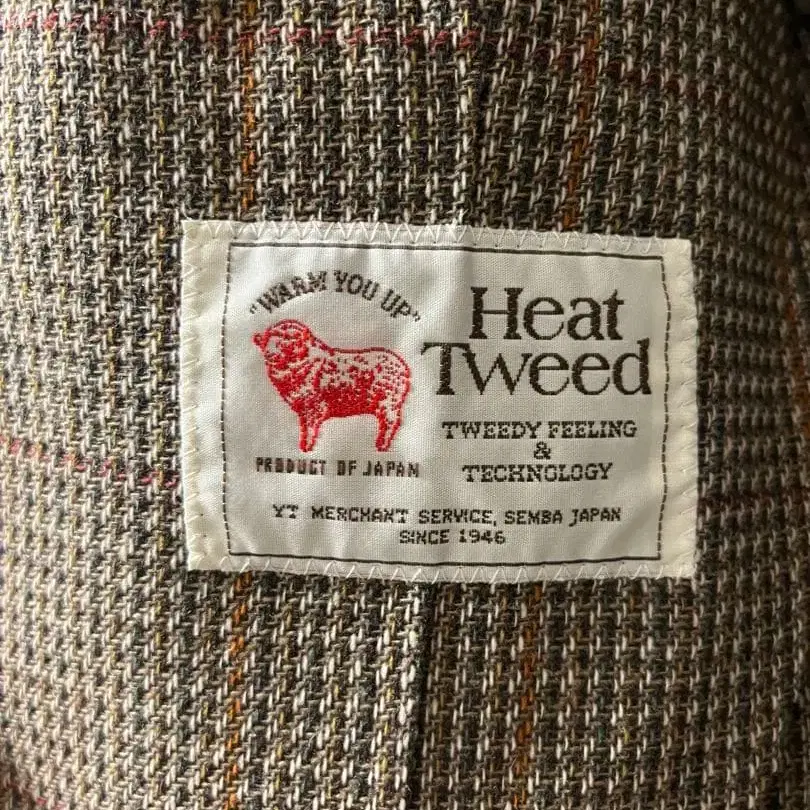 "WARM YOU UP"
PRODUCT OF JAPAN
Heat
Tweed
TWEEDY FEELING
&
TECHNOLOGY
YT MERCHANT SERVICE, SEMBA JAPAN
SINCE 1946